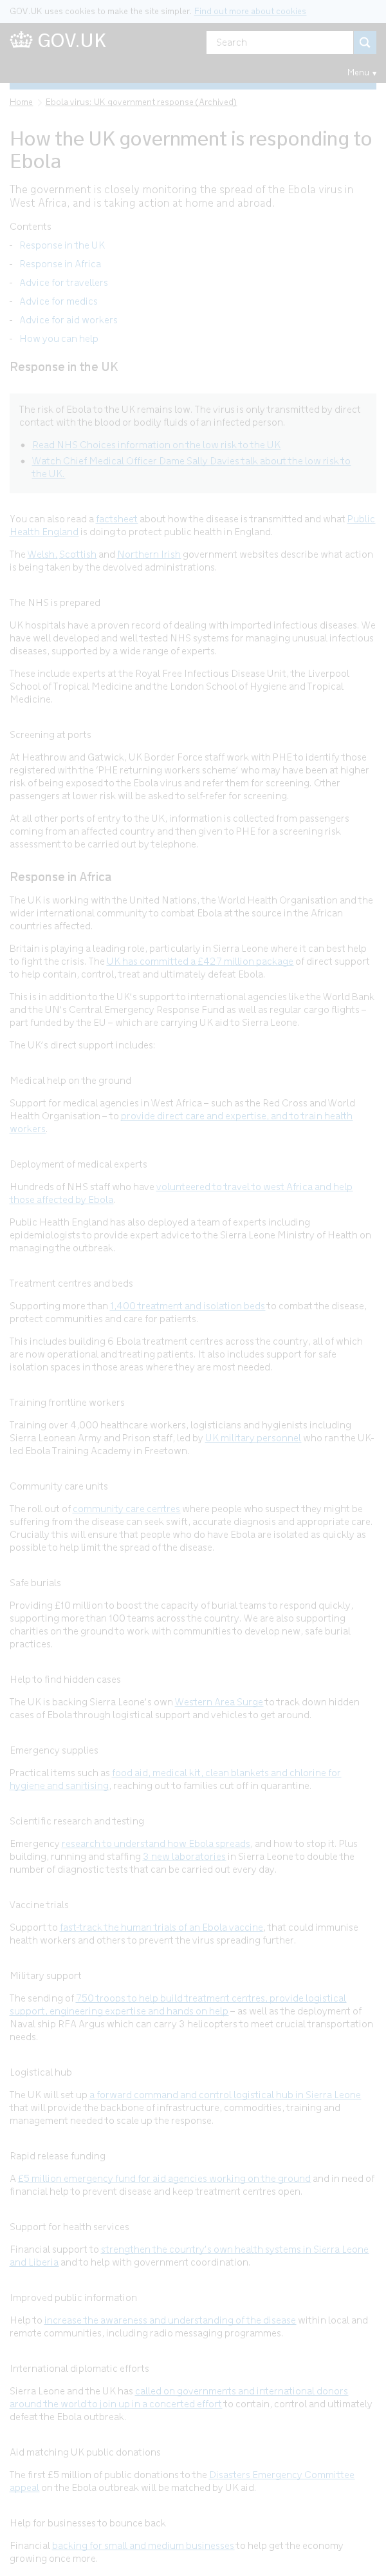 GOV.UK uses cookies to make the site simpler. Find out more about cookies
GOV.UK
Search
Menu
Home
Ebola virus: UK government response (Archived)
How the UK government is responding to
Ebola
The government is closely monitoring the spread of the Ebola virus in
West Africa, and is taking action at home and abroad.
Contents
- Response in the UK
- Response in Africa
- Advice for travellers
- Advice for medics
- Advice for aid workers
- How you can help
Response in the UK
The risk of Ebola to the UK remains low. The virus is only transmitted by direct
contact with the blood or bodily fluids of an infected person.
• Read NHS Choices information on the low risk to the UK
• Watch Chief Medical Officer Dame Sally Davies talk about the low risk to
the UK.
You can also read a factsheet about how the disease is transmitted and what Public
Health England is doing to protect public health in England.
The Welsh, Scottish and Northern Irish government websites describe what action
is being taken by the devolved administrations.
The NHS is prepared
UK hospitals have a proven record of dealing with imported infectious diseases. We
have well developed and well tested NHS systems for managing unusual infectious
diseases, supported by a wide range of experts.
These include experts at the Royal Free Infectious Disease Unit, the Liverpool
School of Tropical Medicine and the London School of Hygiene and Tropical
Medicine.
Screening at ports
At Heathrow and Gatwick, UK Border Force staff work with PHE to identify those
registered with the 'PHE returning workers scheme' who may have been at higher
risk of being exposed to the Ebola virus and refer them for screening. Other
passengers at lower risk will be asked to self-refer for screening.
At all other ports of entry to the UK, information is collected from passengers
coming from an affected country and then given to PHE for a screening risk
assessment to be carried out by telephone.
Response in Africa
The UK is working with the United Nations, the World Health Organisation and the
wider international community to combat Ebola at the source in the African
countries affected.
Britain is playing a leading role, particularly in Sierra Leone where it can best help
to fight the crisis. The UK has committed a £427 million package of direct support
to help contain, control, treat and ultimately defeat Ebola.
This is in addition to the UK's support to international agencies like the World Bank
and the UN's Central Emergency Response Fund as well as regular cargo flights –
part funded by the EU – which are carrying UK aid to Sierra Leone.
The UK's direct support includes:
Medical help on the ground
Support for medical agencies in West Africa – such as the Red Cross and World
Health Organisation – to provide direct care and expertise, and to train health
workers.
Deployment of medical experts
Hundreds of NHS staff who have volunteered to travel to west Africa and help
those affected by Ebola.
Public Health England has also deployed a team of experts including
epidemiologists to provide expert advice to the Sierra Leone Ministry of Health on
managing the outbreak.
Treatment centres and beds
Supporting more than 1,400 treatment and isolation beds to combat the disease,
protect communities and care for patients.
This includes building 6 Ebola treatment centres across the country, all of which
are now operational and treating patients. It also includes support for safe
isolation spaces in those areas where they are most needed.
Training frontline workers
Training over 4,000 healthcare workers, logisticians and hygienists including
Sierra Leonean Army and Prison staff, led by UK military personnel who ran the UK-
led Ebola Training Academy in Freetown.
Community care units
The roll out of community care centres where people who suspect they might be
suffering from the disease can seek swift, accurate diagnosis and appropriate care.
Crucially this will ensure that people who do have Ebola are isolated as quickly as
possible to help limit the spread of the disease.
Safe burials
Providing £10 million to boost the capacity of burial teams to respond quickly,
supporting more than 100 teams across the country. We are also supporting
charities on the ground to work with communities to develop new, safe burial
practices.
Help to find hidden cases
The UK is backing Sierra Leone's own Western Area Surge to track down hidden
cases of Ebola through logistical support and vehicles to get around.
Emergency supplies
Practical items such as food aid, medical kit, clean blankets and chlorine for
hygiene and sanitising, reaching out to families cut off in quarantine.
Scientific research and testing
Emergency research to understand how Ebola spreads, and how to stop it. Plus
building, running and staffing 3 new laboratories in Sierra Leone to double the
number of diagnostic tests that can be carried out every day.
Vaccine trials
Support to fast-track the human trials of an Ebola vaccine, that could immunise
health workers and others to prevent the virus spreading further.
Military support
The sending of 750 troops to help build treatment centres, provide logistical
support, engineering expertise and hands on help – as well as the deployment of
Naval ship RFA Argus which can carry 3 helicopters to meet crucial transportation
needs.
Logistical hub
The UK will set up a forward command and control logistical hub in Sierra Leone
that will provide the backbone of infrastructure, commodities, training and
management needed to scale up the response.
Rapid release funding
A £5 million emergency fund for aid agencies working on the ground and in need of
financial help to prevent disease and keep treatment centres open.
Support for health services
Financial support to strengthen the country's own health systems in Sierra Leone
and Liberia and to help with government coordination.
Improved public information
Help to increase the awareness and understanding of the disease within local and
remote communities, including radio messaging programmes.
International diplomatic efforts
Sierra Leone and the UK has called on governments and international donors
around the world to join up in a concerted effort to contain, control and ultimately
defeat the Ebola outbreak.
Aid matching UK public donations
The first £5 million of public donations to the Disasters Emergency Committee
appeal on the Ebola outbreak will be matched by UK aid.
Help for businesses to bounce back
Financial backing for small and medium businesses to help get the economy
growing once more.